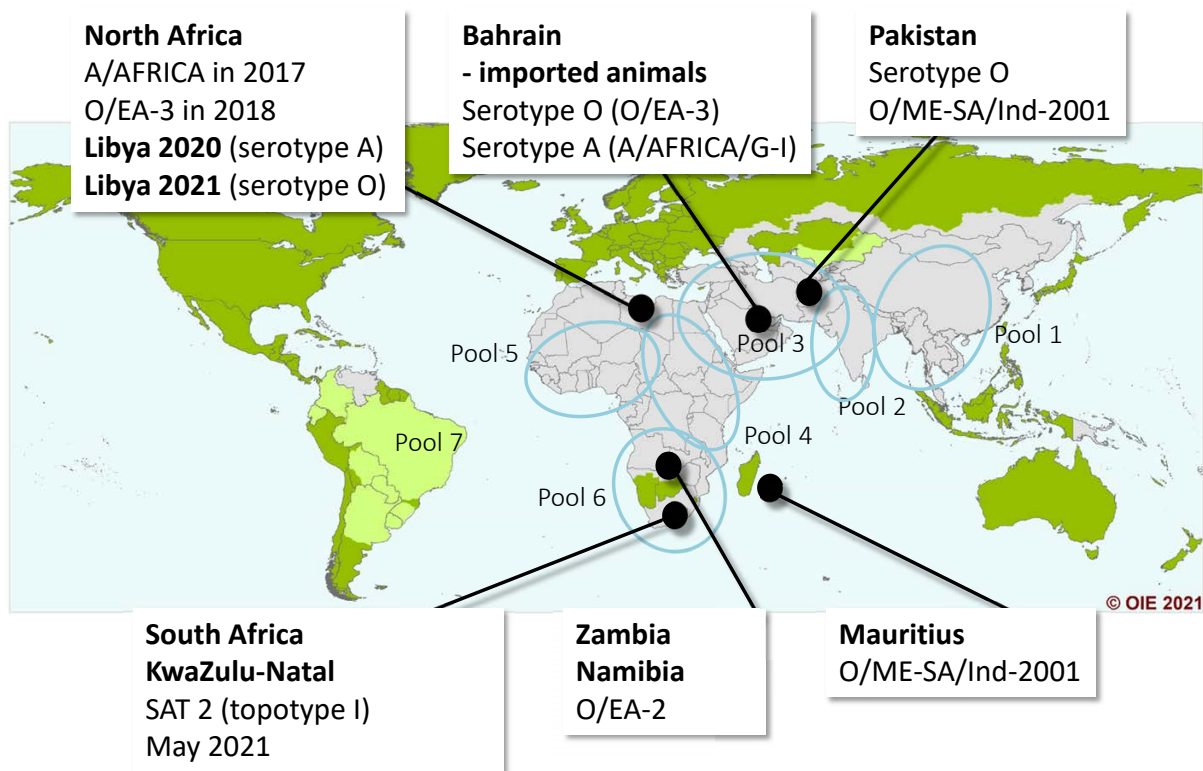 North Africa
A/AFRICA in 2017
O/EA-3 in 2018
Libya 2020 (serotype A)
Libya 2021 (serotype O)
Bahrain
- imported animals
Serotype O (O/EA-3)
Serotype A (A/AFRICA/G-I)
Pakistan
Serotype O
O/ME-SA/Ind-2001
Pool 5
Pool 3
Pool 1
Pool 2
Pool 7
Pool 4
Pool 6
© OIE 2021
South Africa
KwaZulu-Natal
SAT 2 (topotype I)
May 2021
Zambia
Namibia
O/EA-2
Mauritius
O/ME-SA/Ind-2001